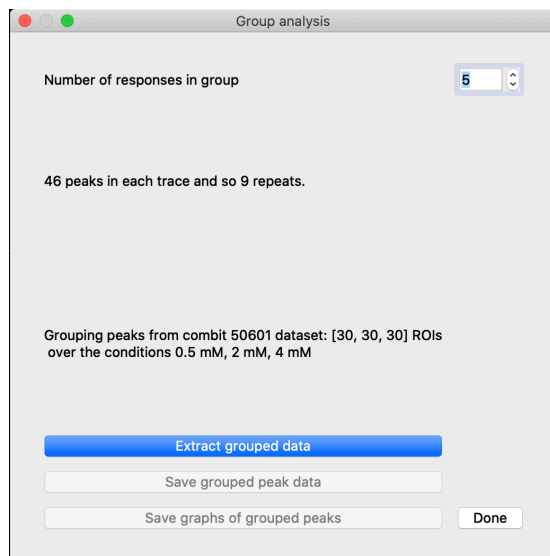 Group analysis
Number of responses in group
5
46 peaks in each trace and so 9 repeats.
Grouping peaks from combit 50601 dataset: [30, 30, 30] ROIs
over the conditions 0.5 mM, 2 mM, 4 mM
Extract grouped data
Save grouped peak data
Save graphs of grouped peaks
Done